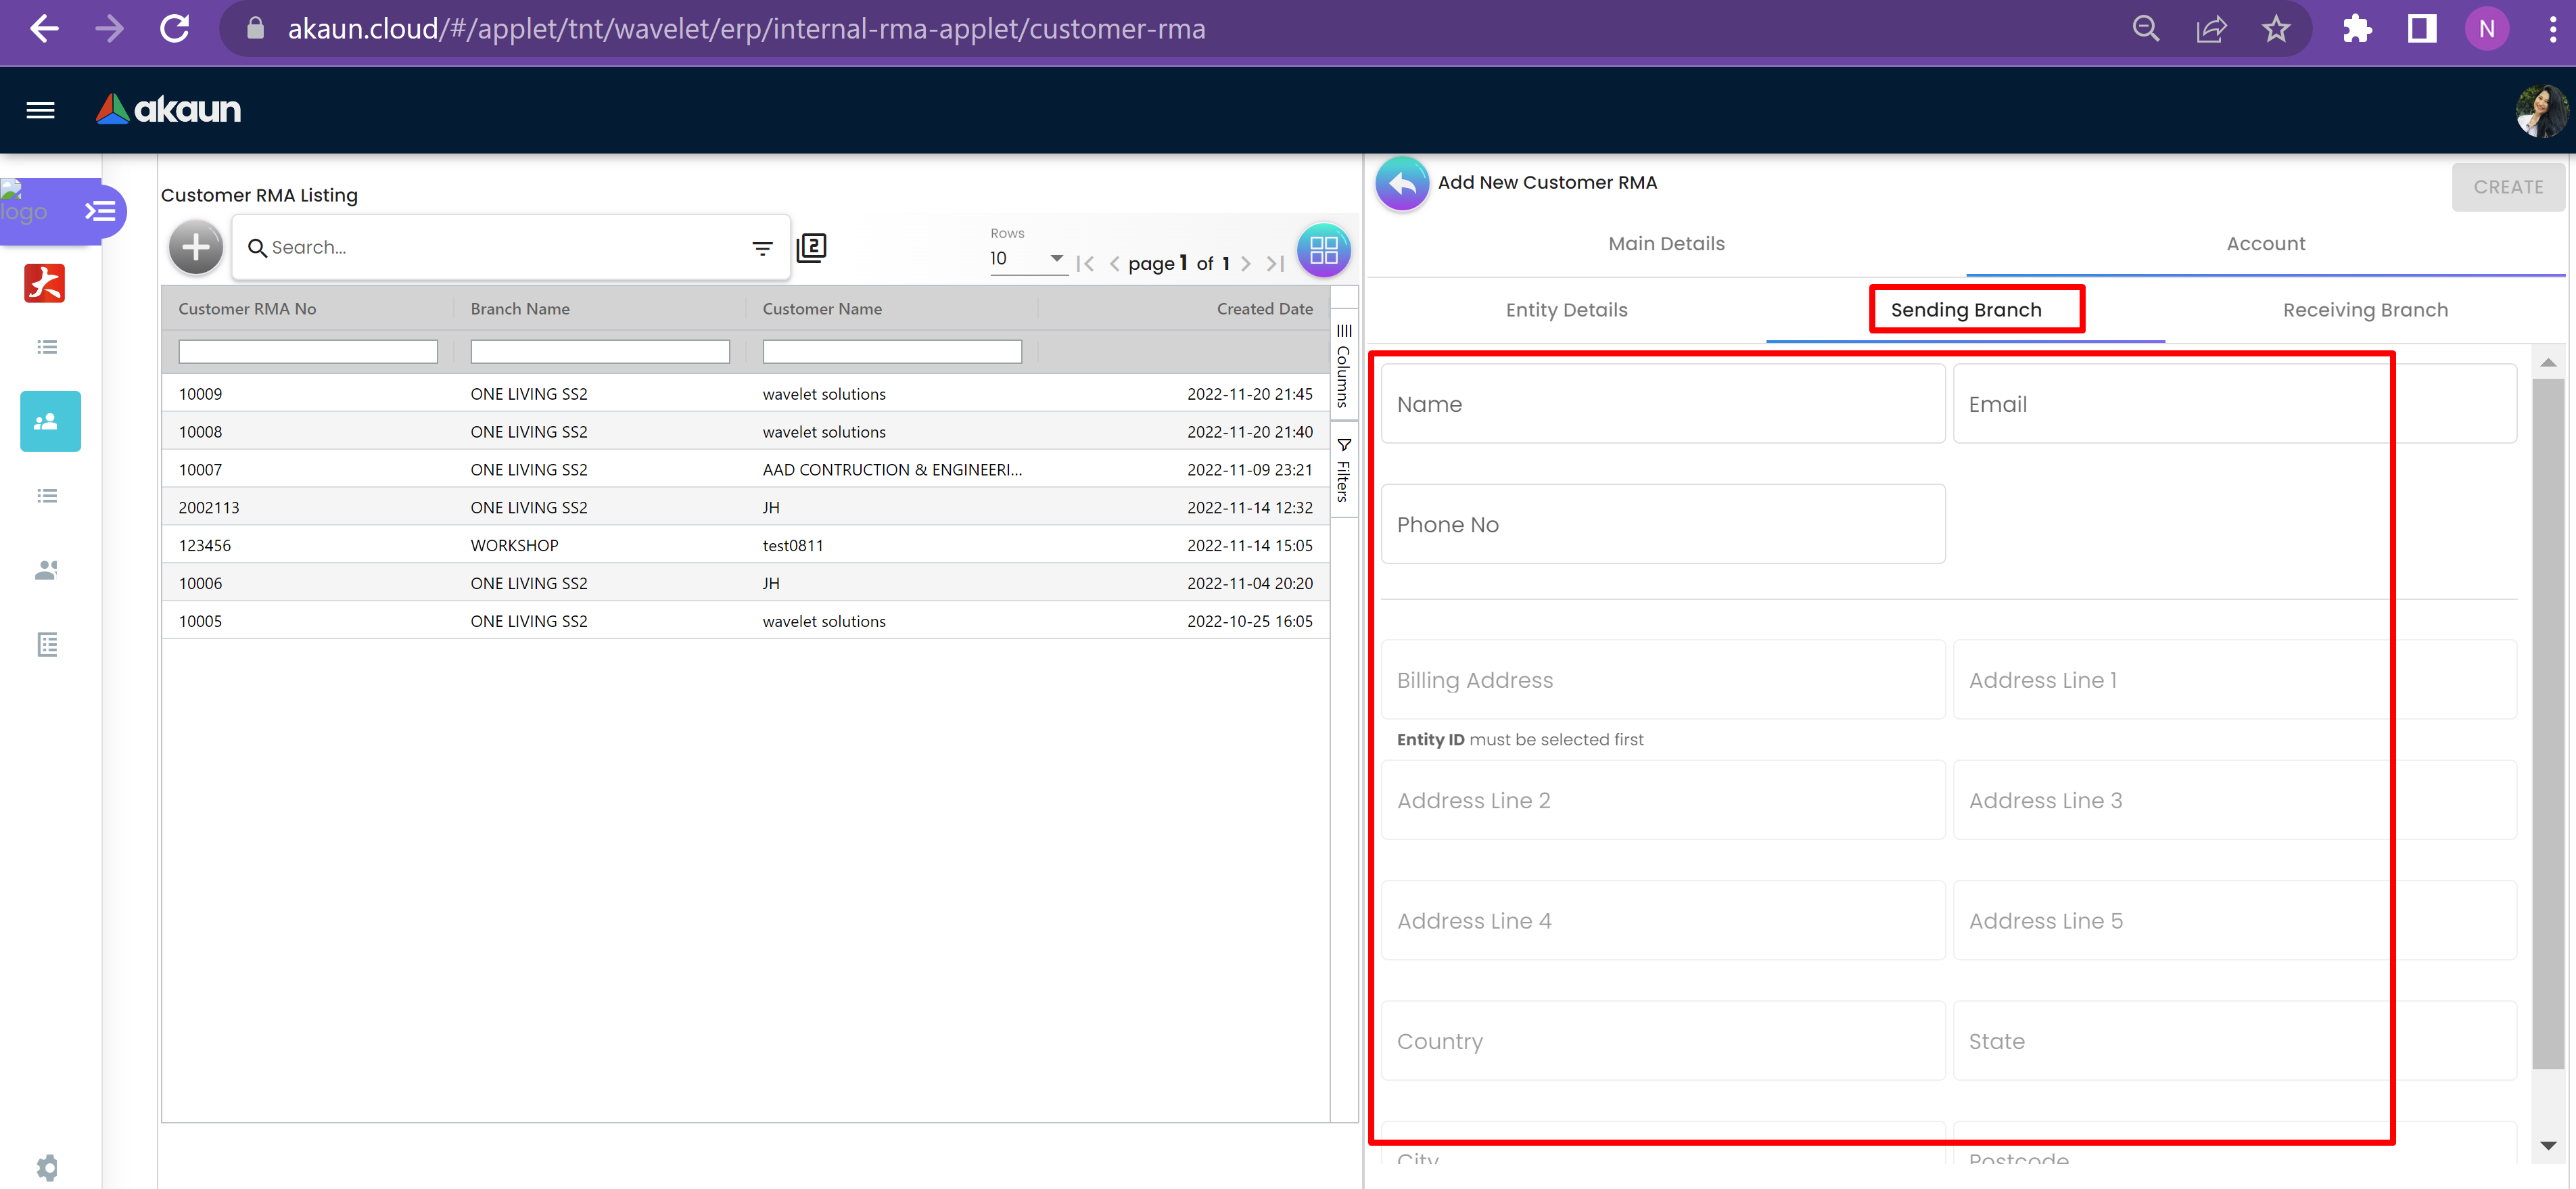 akaun.cloud/#/applet/tnt/wavelet/erp/internal-rma-applet/customer-rma
N
akaun
logo
Customer RMA Listing
Search...
2
Rows
10
page 1 of 1
Customer RMA No Branch Name Customer Name Created Date
10009 ONE LIVING SS2 wavelet solutions 2022-11-20 21:45
10008 ONE LIVING SS2 wavelet solutions 2022-11-20 21:40
10007 ONE LIVING SS2 AAD CONTRUCTION & ENGINEERI... 2022-11-09 23:21
2002113 ONE LIVING SS2 JH 2022-11-14 12:32
123456 WORKSHOP test0811 2022-11-14 15:05
10006 ONE LIVING SS2 JH 2022-11-04 20:20
10005 ONE LIVING SS2 wavelet solutions 2022-10-25 16:05
Columns
Filters
Add New Customer RMA
CREATE
Main Details Account
Entity Details Sending Branch Receiving Branch
Name Email
Phone No
Billing Address Address Line 1
Entity ID must be selected first
Address Line 2 Address Line 3
Address Line 4 Address Line 5
Country State
City Postcode